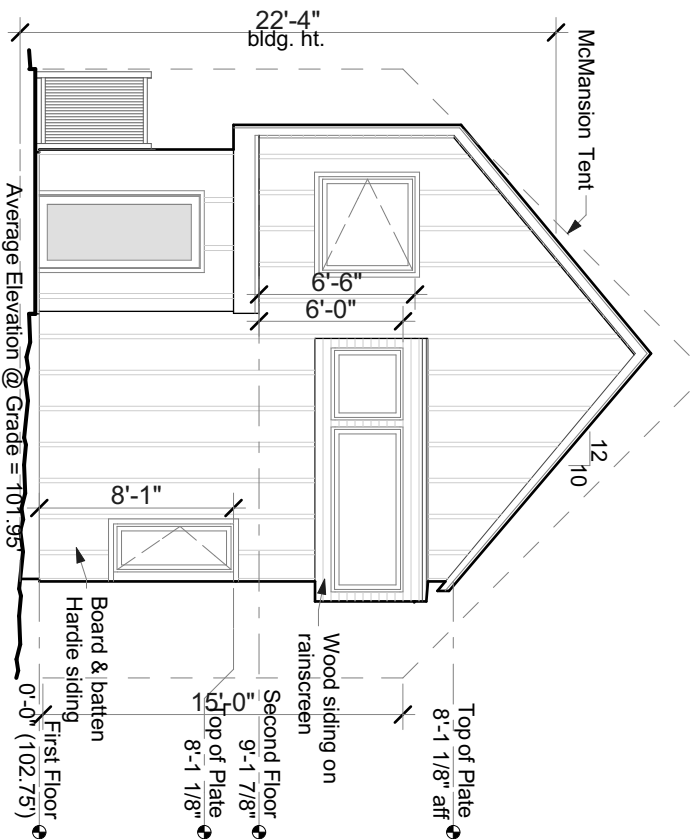 22'-4"
bldg. ht.
McMansion Tent
6'-6"
6'-0"
12
10
8'-1"
Average Elevation @ Grade = 101.95'
Board & batten
Hardie siding
Wood siding on
rainscreen
15'-0"
Top of Plate
8'-1 1/8" aff
Second Floor
9'-1 7/8"
Top of Plate
8'-1 1/8"
First Floor
0'-0" (102.75')